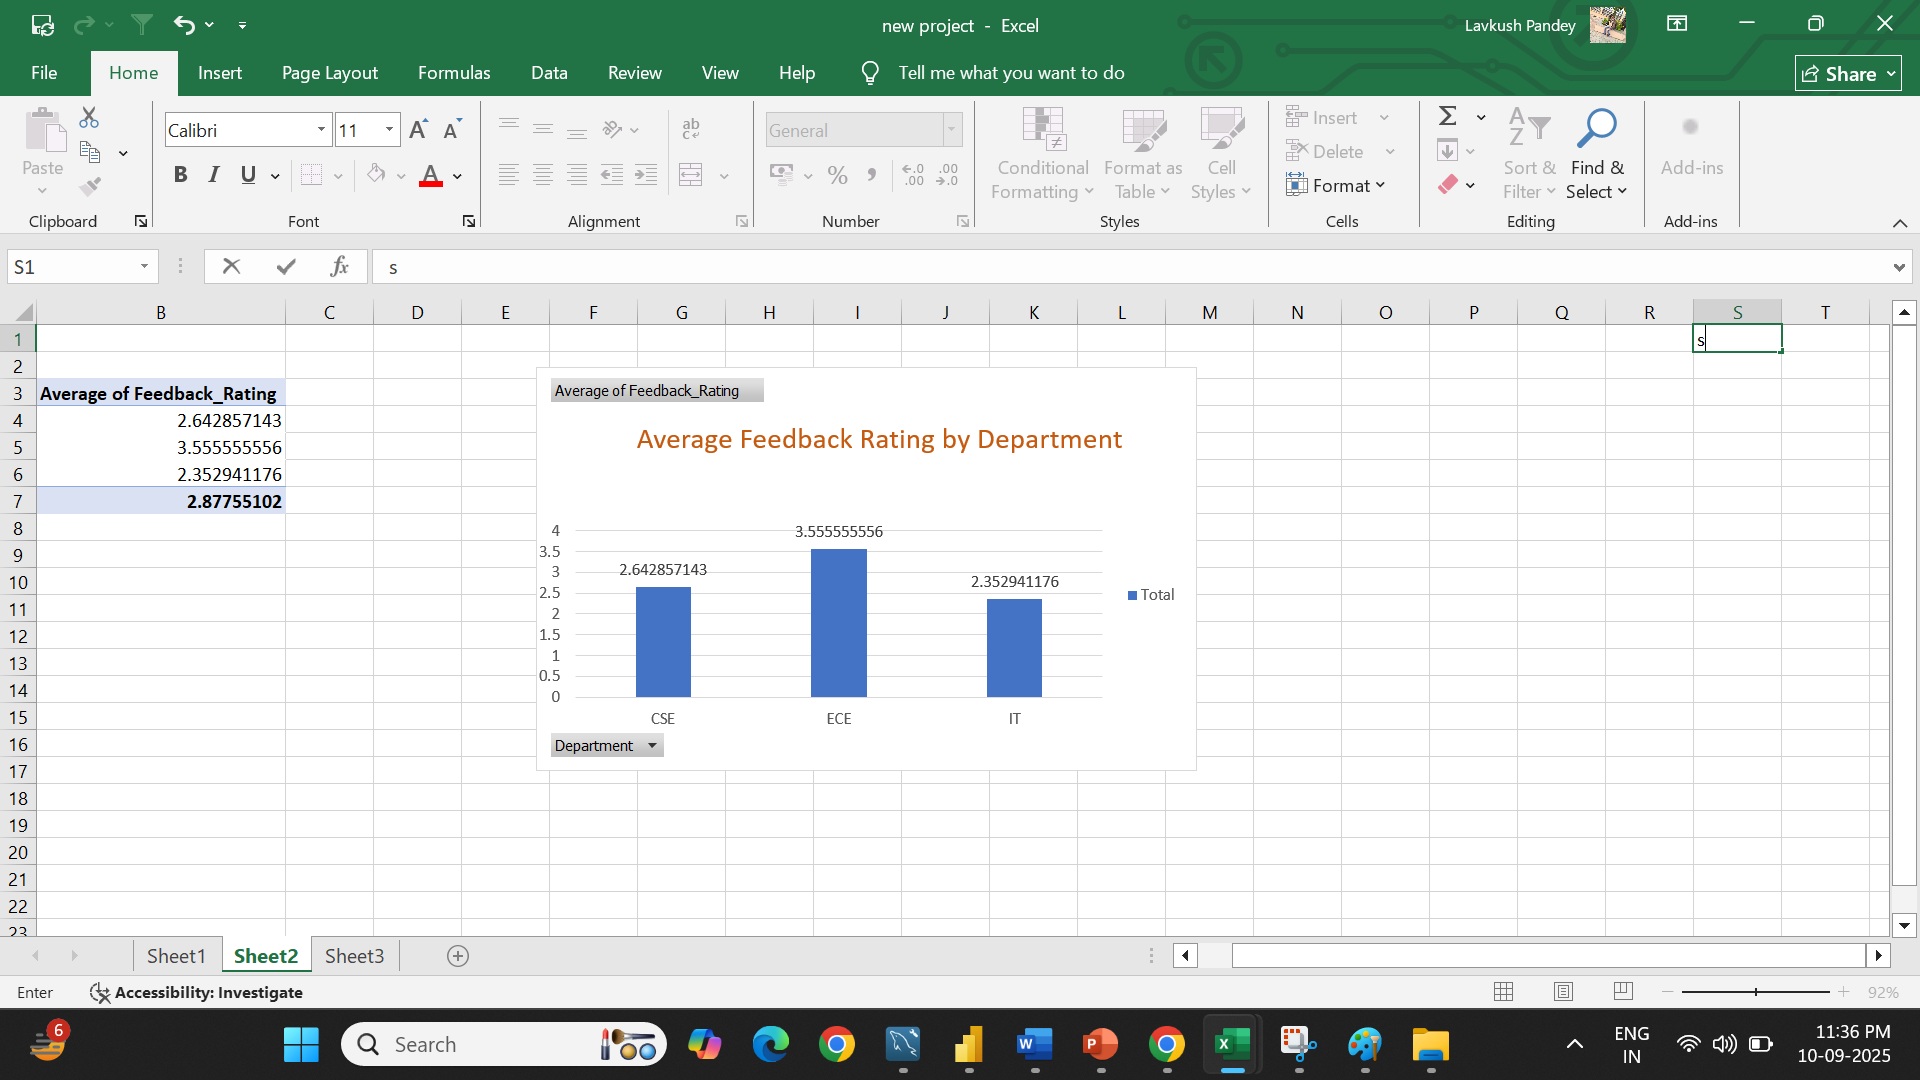 new project - Excel
Lavkush Pandey
File Home Insert Page Layout Formulas Data Review View Help Tell me what you want to do
Share
Paste
Calibri 11
B I U
ab
General
Conditional Formatting
Format as Table
Cell Styles
Insert
Delete
Format
Sort & Filter
Find & Select
Add-ins
Clipboard Font Alignment Number Styles Cells Editing Add-ins
S1 fx s
B C D E F G H I J K L M N O P Q R S T
1 s
2
3 Average of Feedback_Rating
4 2.642857143
5 3.555555556
6 2.352941176
7 2.87755102
8
9
10
11
12
13
14
15
16
17
18
19
20
21
22
23
Average of Feedback_Rating
Average Feedback Rating by Department
4
3.5
3
2.5
2
1.5
1
0.5
0
2.642857143
3.555555556
2.352941176
Total
CSE ECE IT
Department
Sheet1 Sheet2 Sheet3
Enter Accessibility: Investigate
92%
6
Search
ENG
IN
11:36 PM
10-09-2025